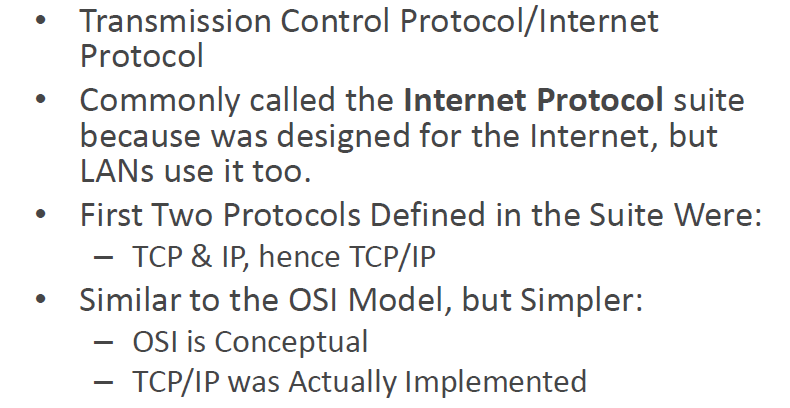 • Transmission Control Protocol/Internet
Protocol
• Commonly called the Internet Protocol suite
because was designed for the Internet, but
LANs use it too.
• First Two Protocols Defined in the Suite Were:
– TCP & IP, hence TCP/IP
• Similar to the OSI Model, but Simpler:
– OSI is Conceptual
– TCP/IP was Actually Implemented